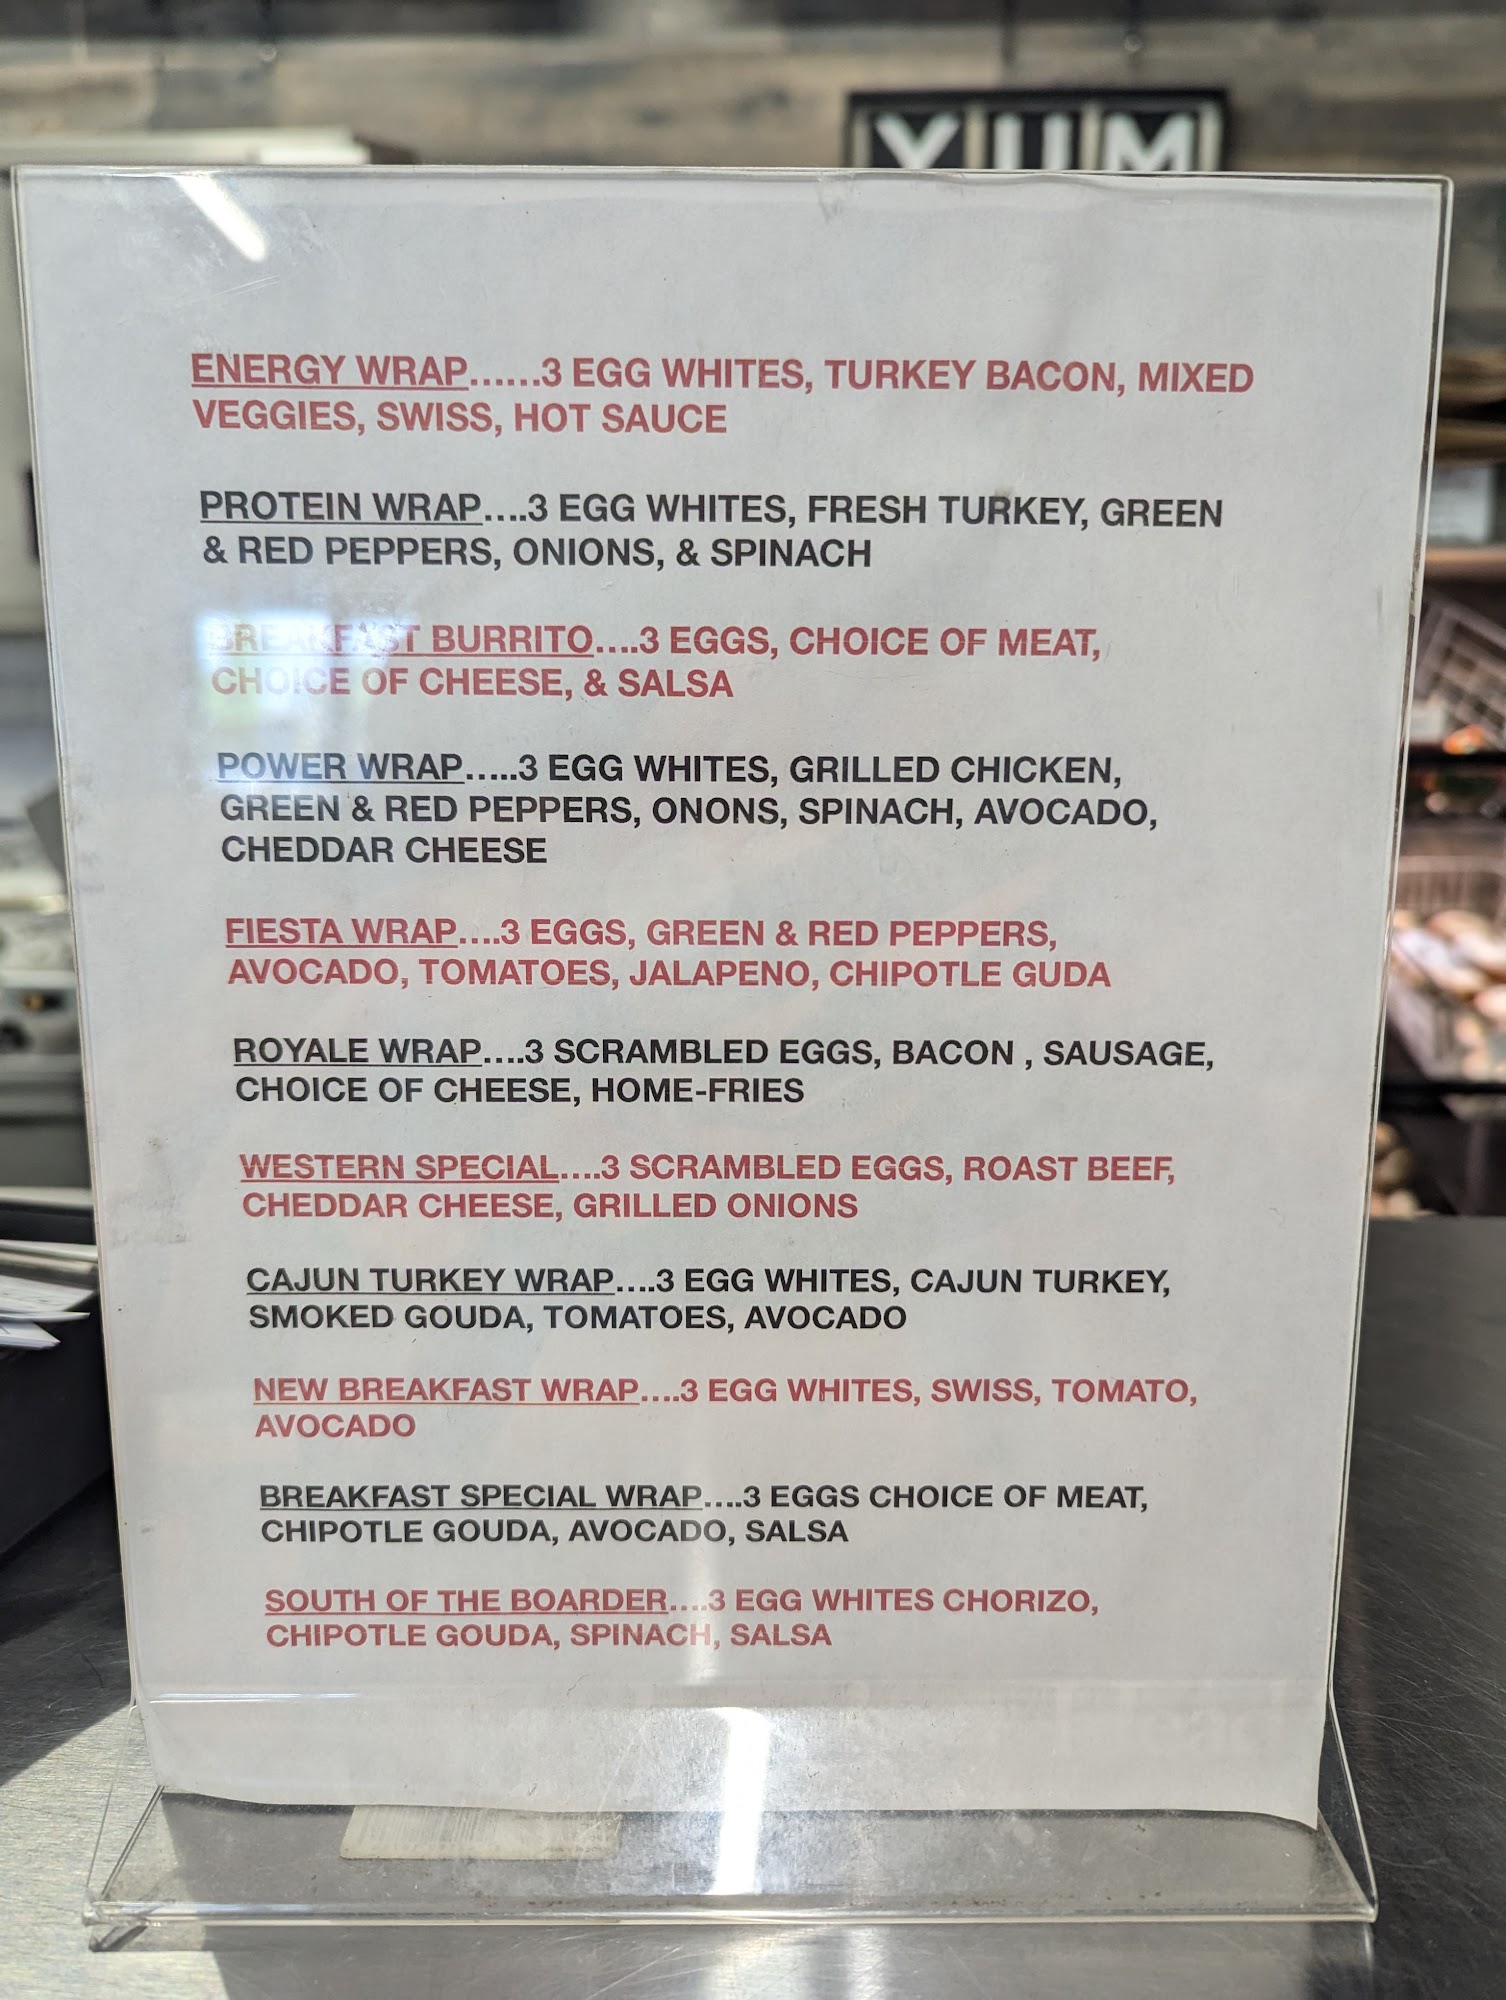 YUM
ENERGY WRAP......3 EGG WHITES, TURKEY BACON, MIXED
VEGGIES, SWISS, HOT SAUCE
PROTEIN WRAP....3 EGG WHITES, FRESH TURKEY, GREEN
& RED PEPPERS, ONIONS, & SPINACH
BREAKFAST BURRITO....3 EGGS, CHOICE OF MEAT,
CHOICE OF CHEESE, & SALSA
POWER WRAP.....3 EGG WHITES, GRILLED CHICKEN,
GREEN & RED PEPPERS, ONONS, SPINACH, AVOCADO,
CHEDDAR CHEESE
FIESTA WRAP....3 EGGS, GREEN & RED PEPPERS,
AVOCADO, TOMATOES, JALAPENO, CHIPOTLE GUDA
ROYALE WRAP....3 SCRAMBLED EGGS, BACON , SAUSAGE,
CHOICE OF CHEESE, HOME-FRIES
WESTERN SPECIAL....3 SCRAMBLED EGGS, ROAST BEEF,
CHEDDAR CHEESE, GRILLED ONIONS
CAJUN TURKEY WRAP....3 EGG WHITES, CAJUN TURKEY,
SMOKED GOUDA, TOMATOES, AVOCADO
NEW BREAKFAST WRAP....3 EGG WHITES, SWISS, TOMATO,
AVOCADO
BREAKFAST SPECIAL WRAP....3 EGGS CHOICE OF MEAT,
CHIPOTLE GOUDA, AVOCADO, SALSA
SOUTH OF THE BOARDER....3 EGG WHITES CHORIZO,
CHIPOTLE GOUDA, SPINACH, SALSA